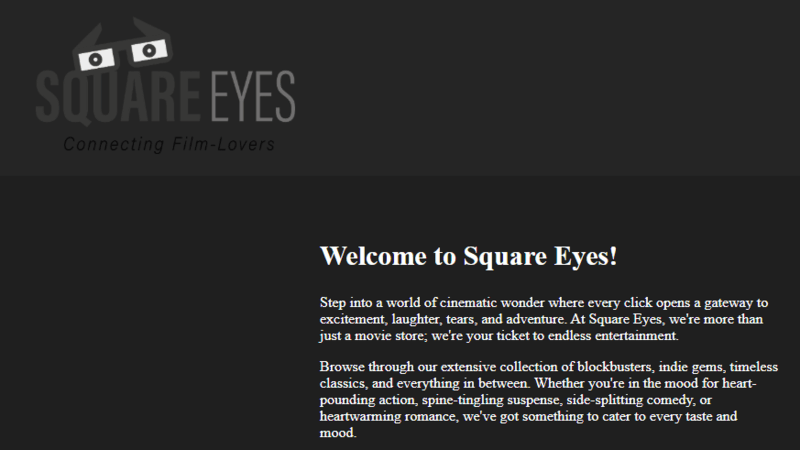 SQUARE EYES
Connecting Film-Lovers
Welcome to Square Eyes!
Step into a world of cinematic wonder where every click opens a gateway to
excitement, laughter, tears, and adventure. At Square Eyes, we're more than
just a movie store; we're your ticket to endless entertainment.
Browse through our extensive collection of blockbusters, indie gems, timeless
classics, and everything in between. Whether you're in the mood for heart-
pounding action, spine-tingling suspense, side-splitting comedy, or
heartwarming romance, we've got something to cater to every taste and
mood.